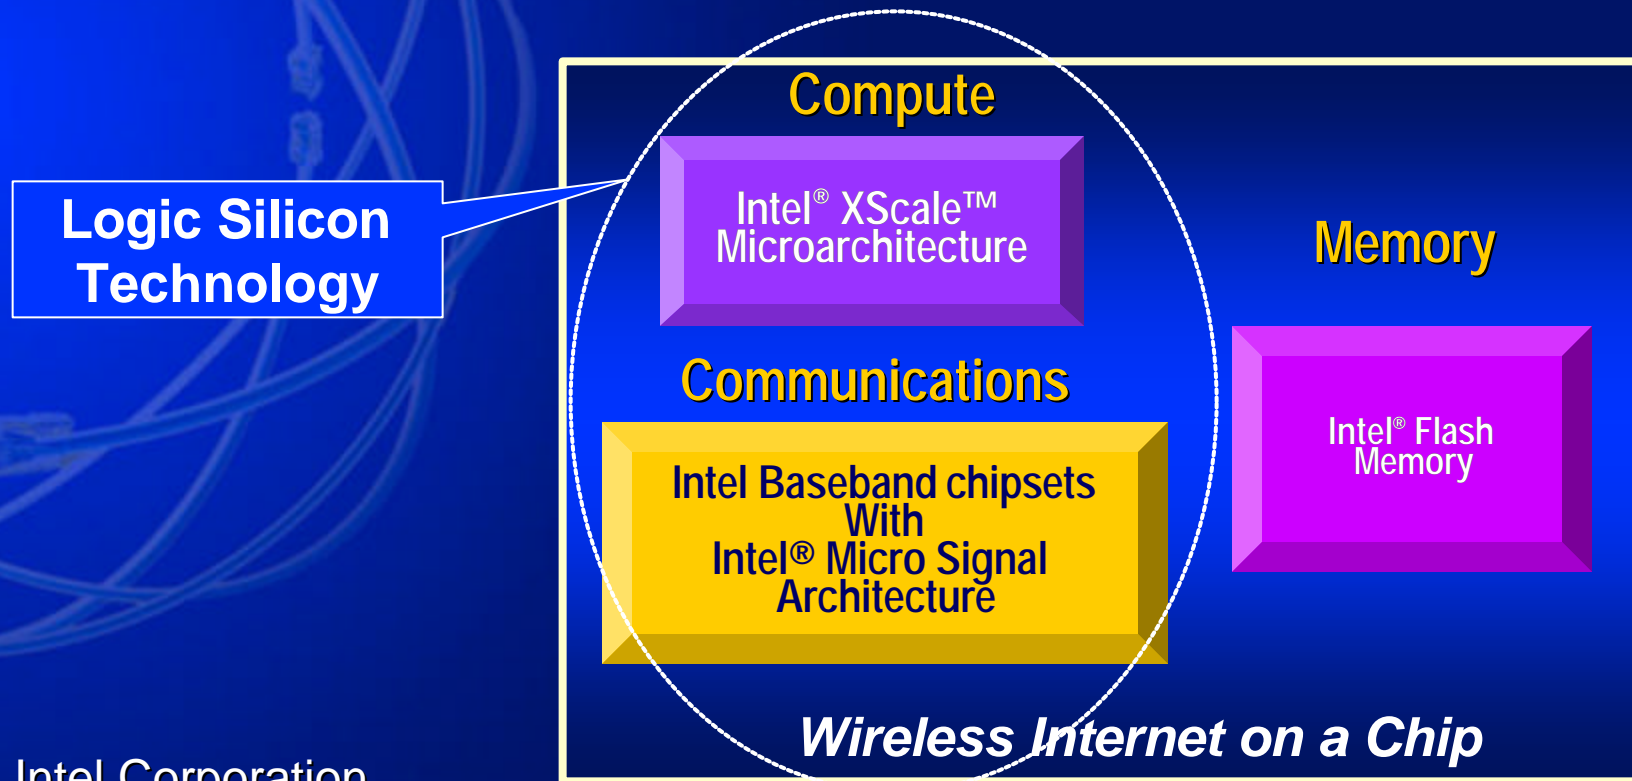 Compute
Intel® XScale™
Microarchitecture
Logic Silicon
Technology
Memory
Communications
Intel Baseband chipsets
With
Intel® Micro Signal
Architecture
Intel® Flash
Memory
Wireless Internet on a Chip
Intel Corporation